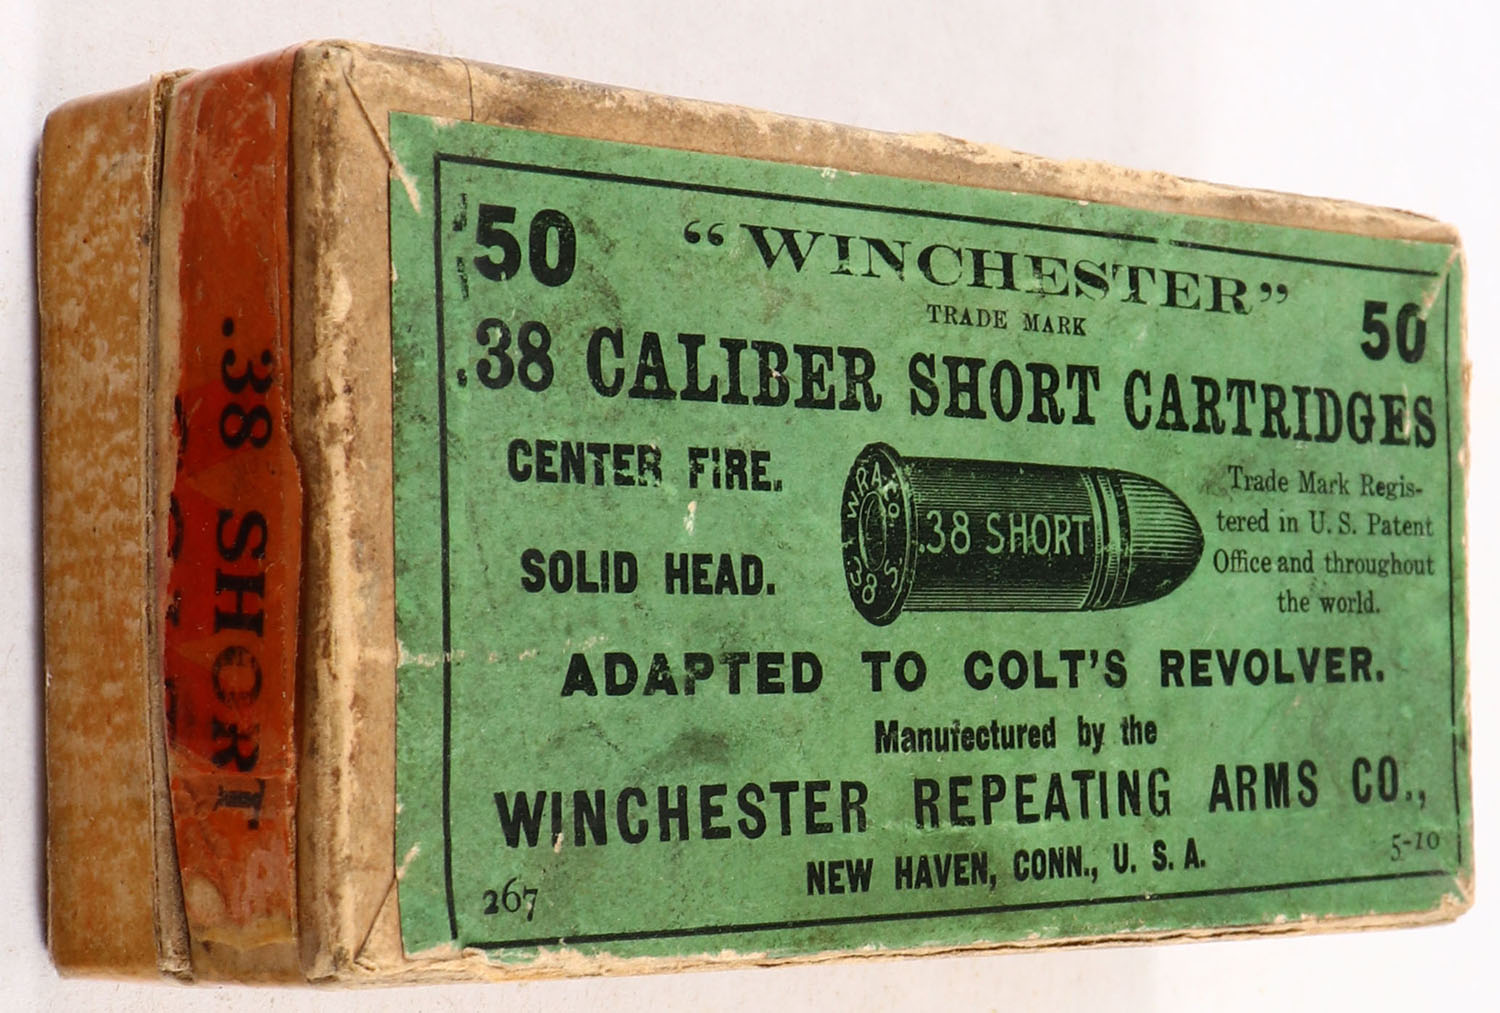 50
"WINCHESTER"
TRADE MARK
50
.38 CALIBER SHORT CARTRIDGES
CENTER FIRE.
SOLID HEAD.
W.R.A.Co.
.38 S.
.38 SHORT
Trade Mark Regis-
tered in U. S. Patent
Office and throughout
the world.
ADAPTED TO COLT'S REVOLVER.
Manufactured by the
WINCHESTER REPEATING ARMS CO.,
NEW HAVEN, CONN., U. S. A.
267
5-10
.38 SHORT.